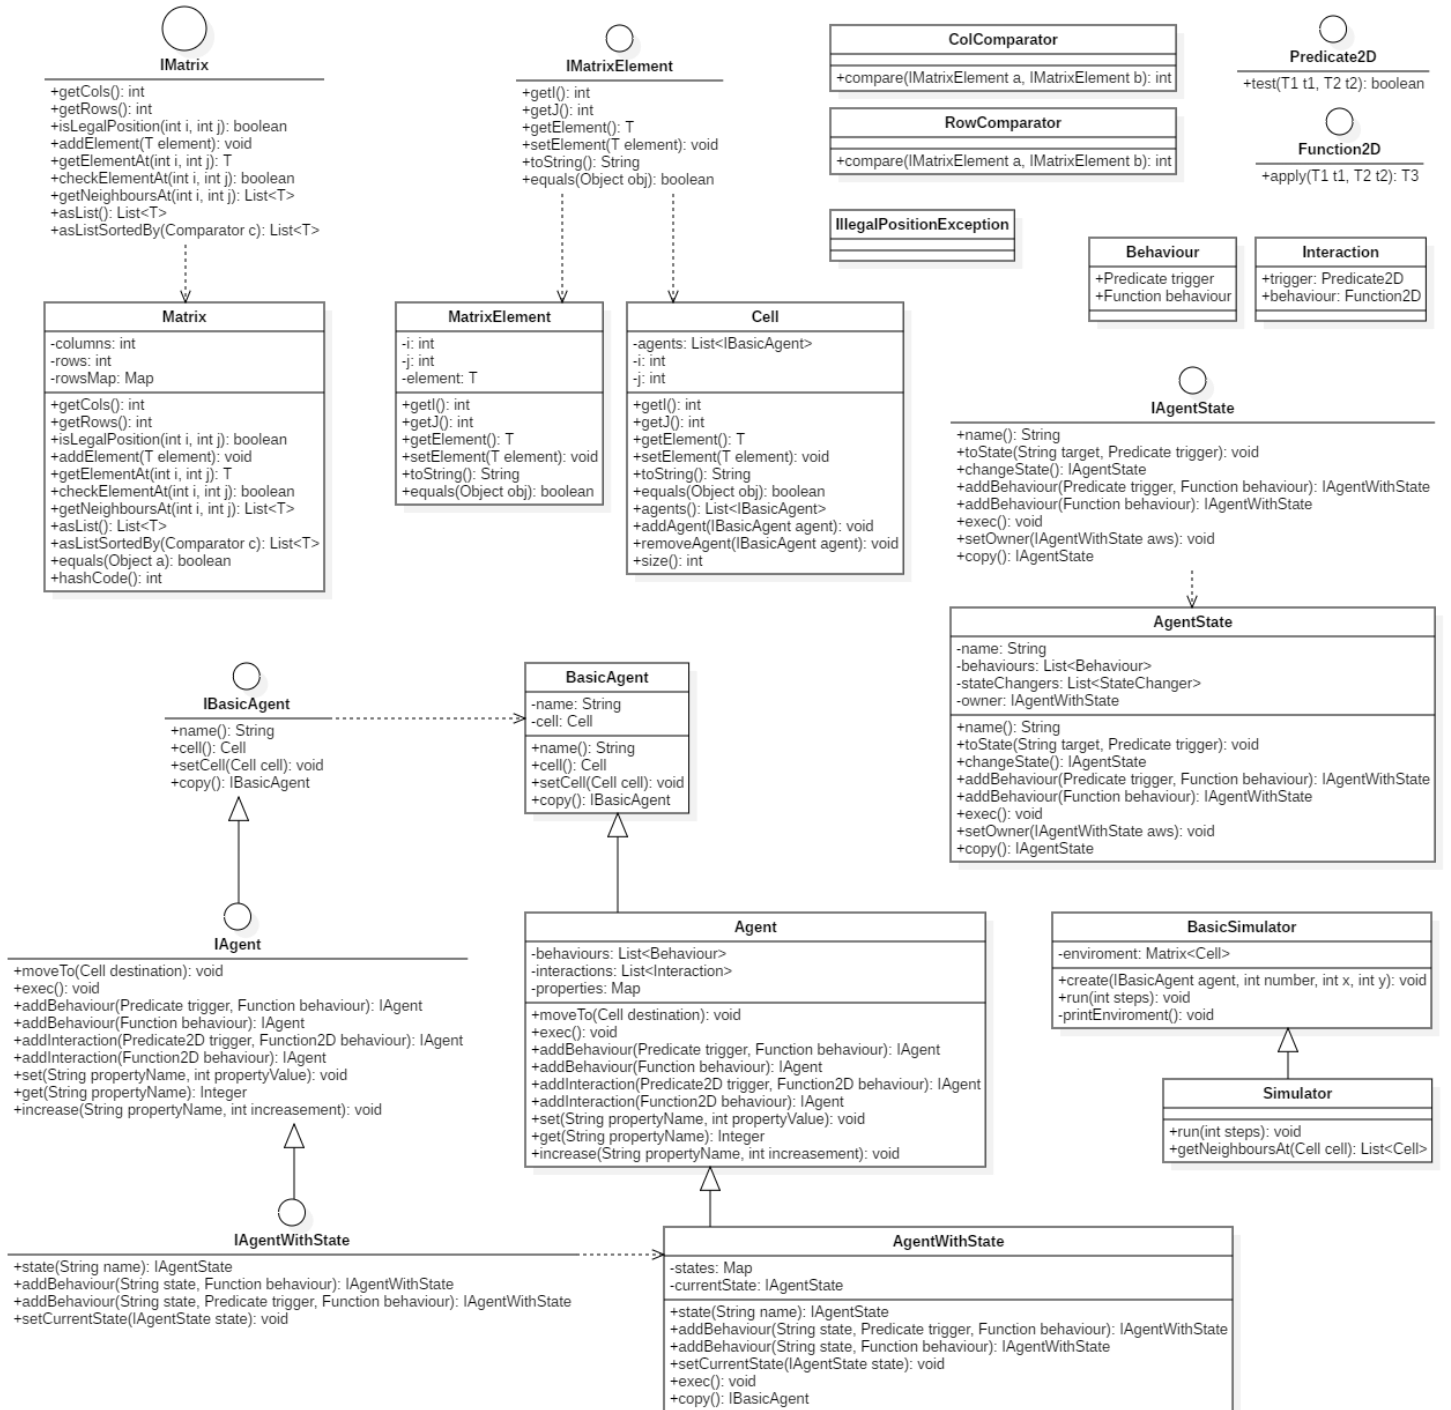 IMatrix
+getCols(): int
+getRows(): int
+isLegalPosition(int i, int j): boolean
+addElement(T element): void
+getElementAt(int i, int j): T
+checkElementAt(int i, int j): boolean
+getNeighboursAt(int i, int j): List<T>
+asList(): List<T>
+asListSortedBy(Comparator c): List<T>
IMatrixElement
+getI(): int
+getJ(): int
+getElement(): T
+setElement(T element): void
+toString(): String
+equals(Object obj): boolean
ColComparator
+compare(IMatrixElement a, IMatrixElement b): int
RowComparator
+compare(IMatrixElement a, IMatrixElement b): int
IllegalPositionException
Predicate2D
+test(T1 t1, T2 t2): boolean
Function2D
+apply(T1 t1, T2 t2): T3
Behaviour
+Predicate trigger
+Function behaviour
Interaction
+trigger: Predicate2D
+behaviour: Function2D
Matrix
-columns: int
-rows: int
-rowsMap: Map
+getCols(): int
+getRows(): int
+isLegalPosition(int i, int j): boolean
+addElement(T element): void
+getElementAt(int i, int j): T
+checkElementAt(int i, int j): boolean
+getNeighboursAt(int i, int j): List<T>
+asList(): List<T>
+asListSortedBy(Comparator c): List<T>
+equals(Object a): boolean
+hashCode(): int
MatrixElement
-i: int
-j: int
-element: T
+getI(): int
+getJ(): int
+getElement(): T
+setElement(T element): void
+toString(): String
+equals(Object obj): boolean
Cell
-agents: List<IBasicAgent>
-i: int
-j: int
+getI(): int
+getJ(): int
+getElement(): T
+setElement(T element): void
+toString(): String
+equals(Object obj): boolean
+agents(): List<IBasicAgent>
+addAgent(IBasicAgent agent): void
+removeAgent(IBasicAgent agent): void
+size(): int
IAgentState
+name(): String
+toState(String target, Predicate trigger): void
+changeState(): IAgentState
+addBehaviour(Predicate trigger, Function behaviour): IAgentWithState
+addBehaviour(Function behaviour): IAgentWithState
+exec(): void
+setOwner(IAgentWithState aws): void
+copy(): IAgentState
AgentState
-name: String
-behaviours: List<Behaviour>
-stateChangers: List<StateChanger>
-owner: IAgentWithState
+name(): String
+toState(String target, Predicate trigger): void
+changeState(): IAgentState
+addBehaviour(Predicate trigger, Function behaviour): IAgentWithState
+addBehaviour(Function behaviour): IAgentWithState
+exec(): void
+setOwner(IAgentWithState aws): void
+copy(): IAgentState
IBasicAgent
+name(): String
+cell(): Cell
+setCell(Cell cell): void
+copy(): IBasicAgent
BasicAgent
-name: String
-cell: Cell
+name(): String
+cell(): Cell
+setCell(Cell cell): void
+copy(): IBasicAgent
IAgent
+moveTo(Cell destination): void
+exec(): void
+addBehaviour(Predicate trigger, Function behaviour): IAgent
+addBehaviour(Function behaviour): IAgent
+addInteraction(Predicate2D trigger, Function2D behaviour): IAgent
+addInteraction(Function2D behaviour): IAgent
+set(String propertyName, int propertyValue): void
+get(String propertyName): Integer
+increase(String propertyName, int increasement): void
Agent
-behaviours: List<Behaviour>
-interactions: List<Interaction>
-properties: Map
+moveTo(Cell destination): void
+exec(): void
+addBehaviour(Predicate trigger, Function behaviour): IAgent
+addBehaviour(Function behaviour): IAgent
+addInteraction(Predicate2D trigger, Function2D behaviour): IAgent
+addInteraction(Function2D behaviour): IAgent
+set(String propertyName, int propertyValue): void
+get(String propertyName): Integer
+increase(String propertyName, int increasement): void
BasicSimulator
-enviroment: Matrix<Cell>
+create(IBasicAgent agent, int number, int x, int y): void
+run(int steps): void
-printEnviroment(): void
Simulator
+run(int steps): void
+getNeighboursAt(Cell cell): List<Cell>
IAgentWithState
+state(String name): IAgentState
+addBehaviour(String state, Function behaviour): IAgentWithState
+addBehaviour(String state, Predicate trigger, Function behaviour): IAgentWithState
+setCurrentState(IAgentState state): void
AgentWithState
-states: Map
-currentState: IAgentState
+state(String name): IAgentState
+addBehaviour(String state, Predicate trigger, Function behaviour): IAgentWithState
+addBehaviour(String state, Function behaviour): IAgentWithState
+setCurrentState(IAgentState state): void
+exec(): void
+copy(): IBasicAgent